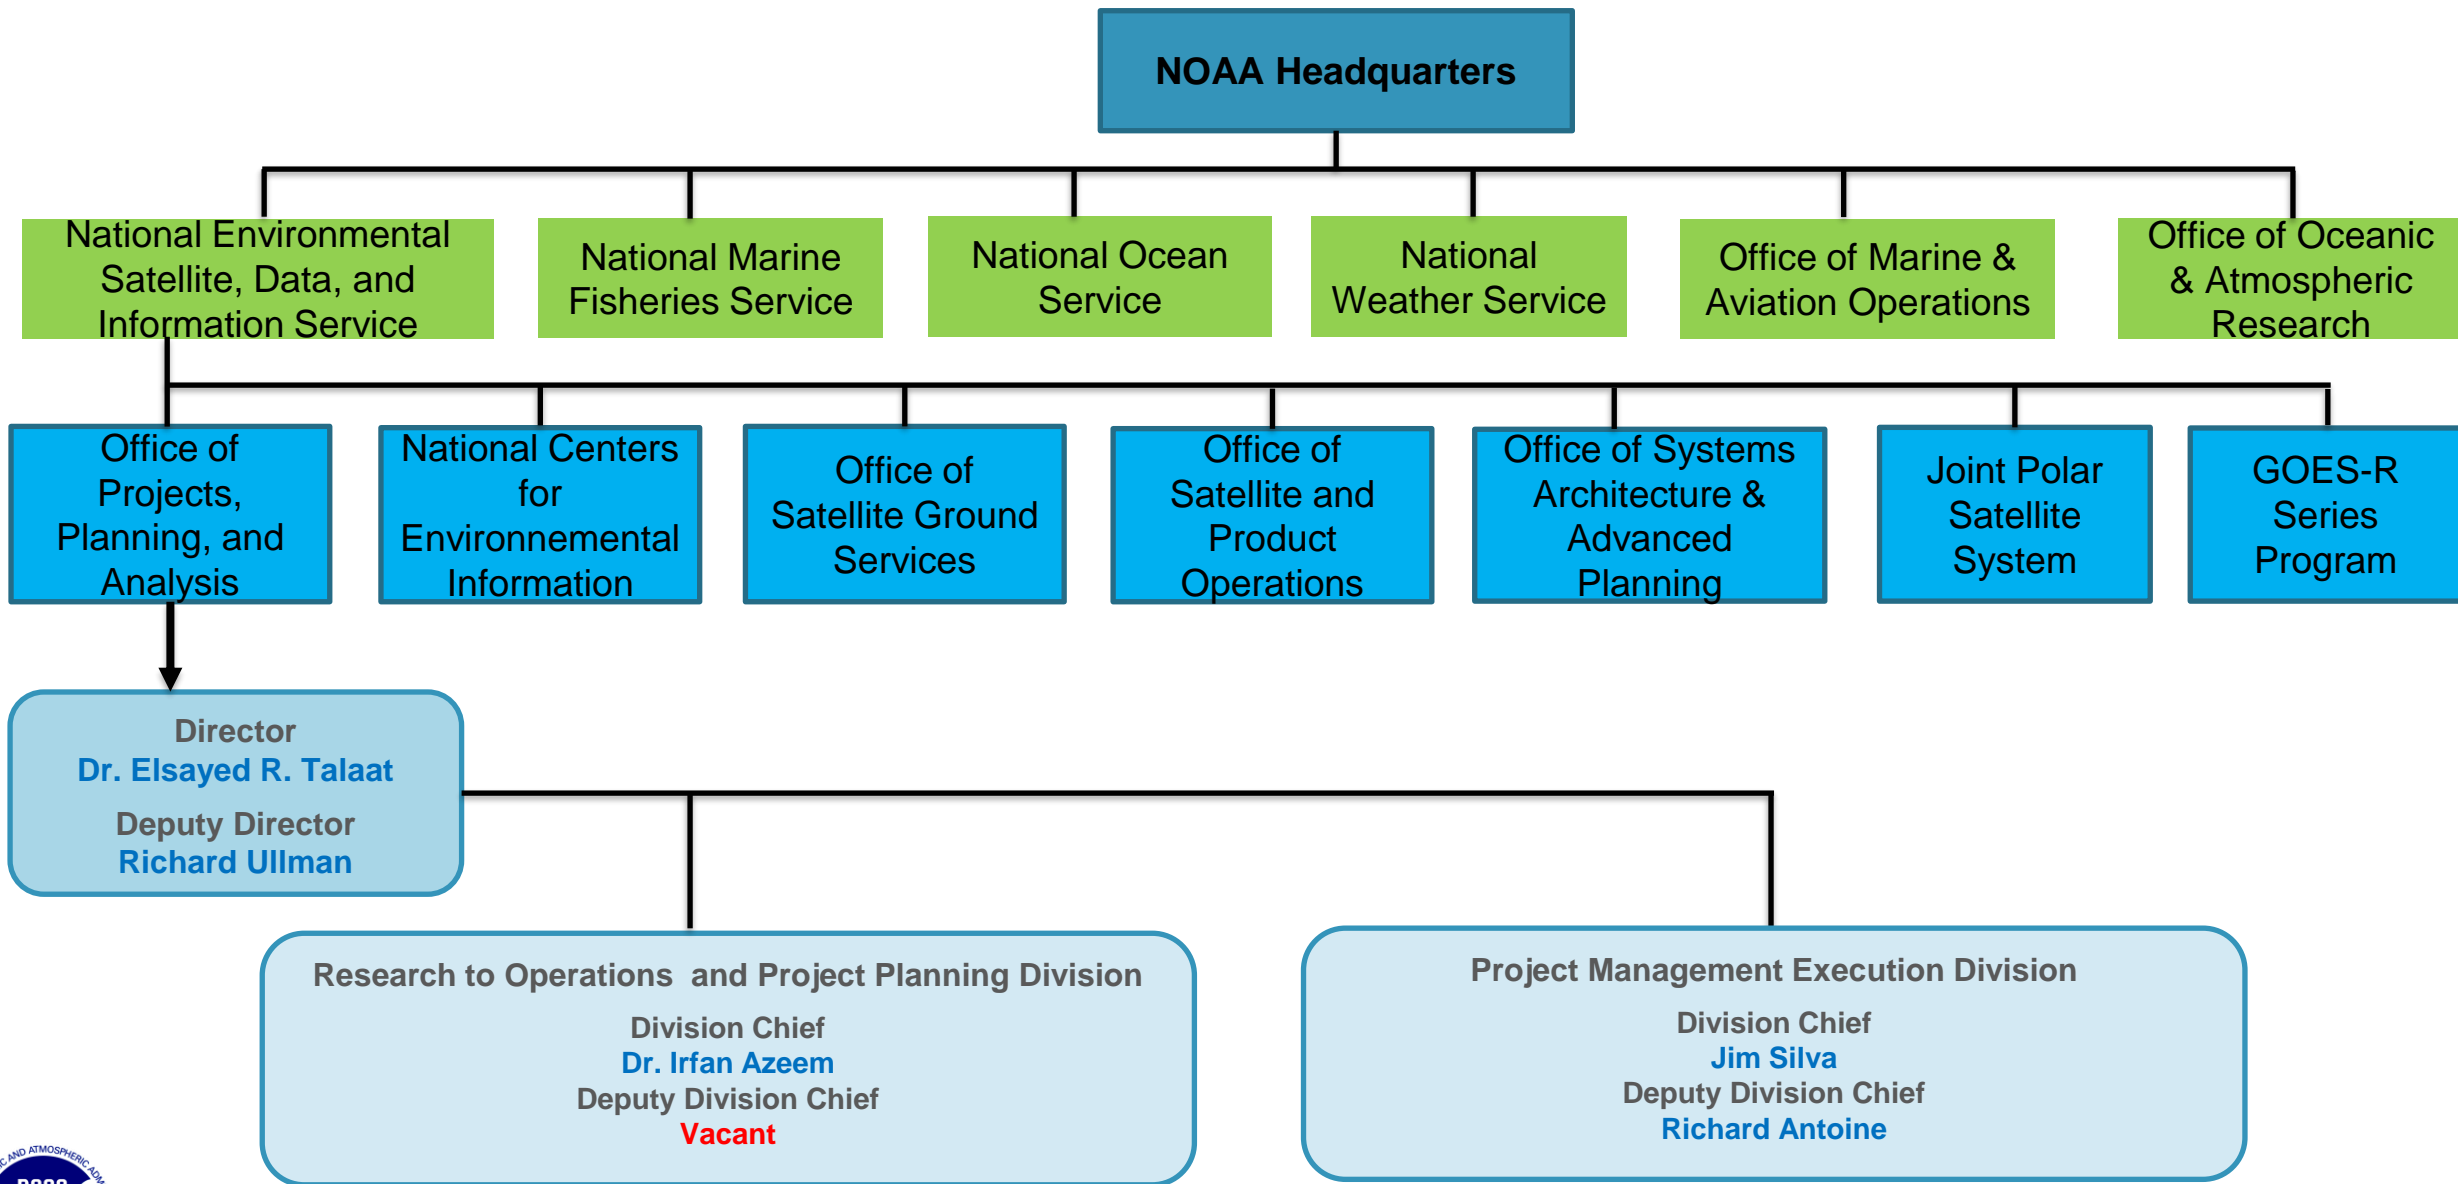 NOAA Headquarters
National Environmental
Satellite, Data, and
Information Service
National Marine
Fisheries Service
National Ocean
Service
National
Weather Service
Office of Marine &
Aviation Operations
Office of Oceanic
& Atmospheric
Research
Office of
Projects,
Planning, and
Analysis
National Centers
for
Environnemental
Information
Office of
Satellite Ground
Services
Office of
Satellite and
Product
Operations
Office of Systems
Architecture &
Advanced
Planning
Joint Polar
Satellite
System
GOES-R
Series
Program
Director
Dr. Elsayed R. Talaat
Deputy Director
Richard Ullman
Research to Operations and Project Planning Division
Division Chief
Dr. Irfan Azeem
Deputy Division Chief
Vacant
Project Management Execution Division
Division Chief
Jim Silva
Deputy Division Chief
Richard Antoine
AND ATMOSPHERIC